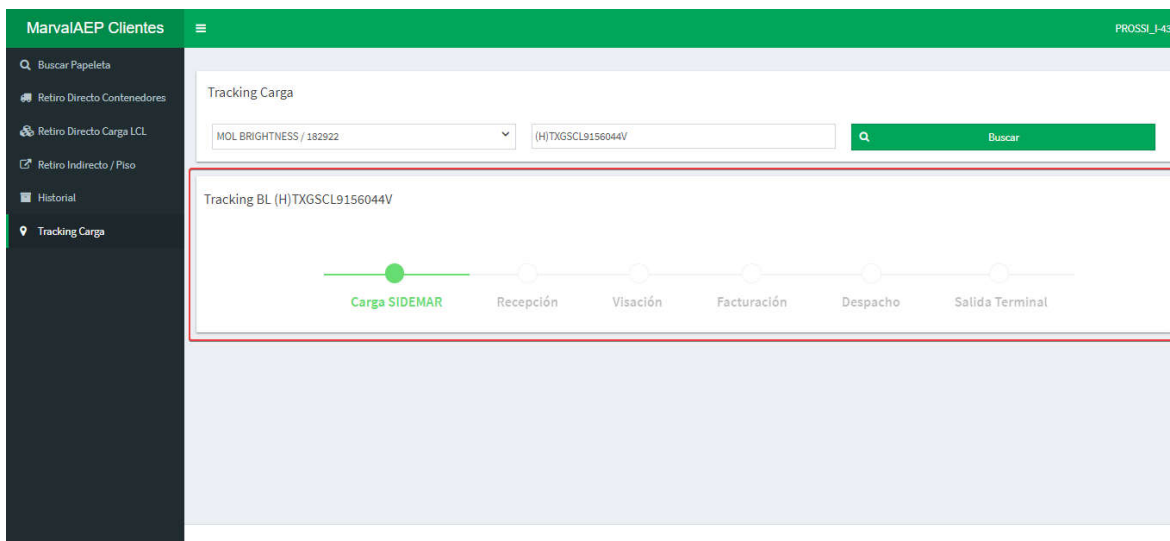 MarvalAEP Clientes
PROSSI_I-43
Buscar Papeleta
Retiro Directo Contenedores
Retiro Directo Carga LCL
Retiro Indirecto / Piso
Historial
Tracking Carga
Tracking Carga
MOL BRIGHTNESS / 182922
(H)TXGSCL9156044V
Buscar
Tracking BL (H)TXGSCL9156044V
Carga SIDEMAR
Recepción
Visación
Facturación
Despacho
Salida Terminal